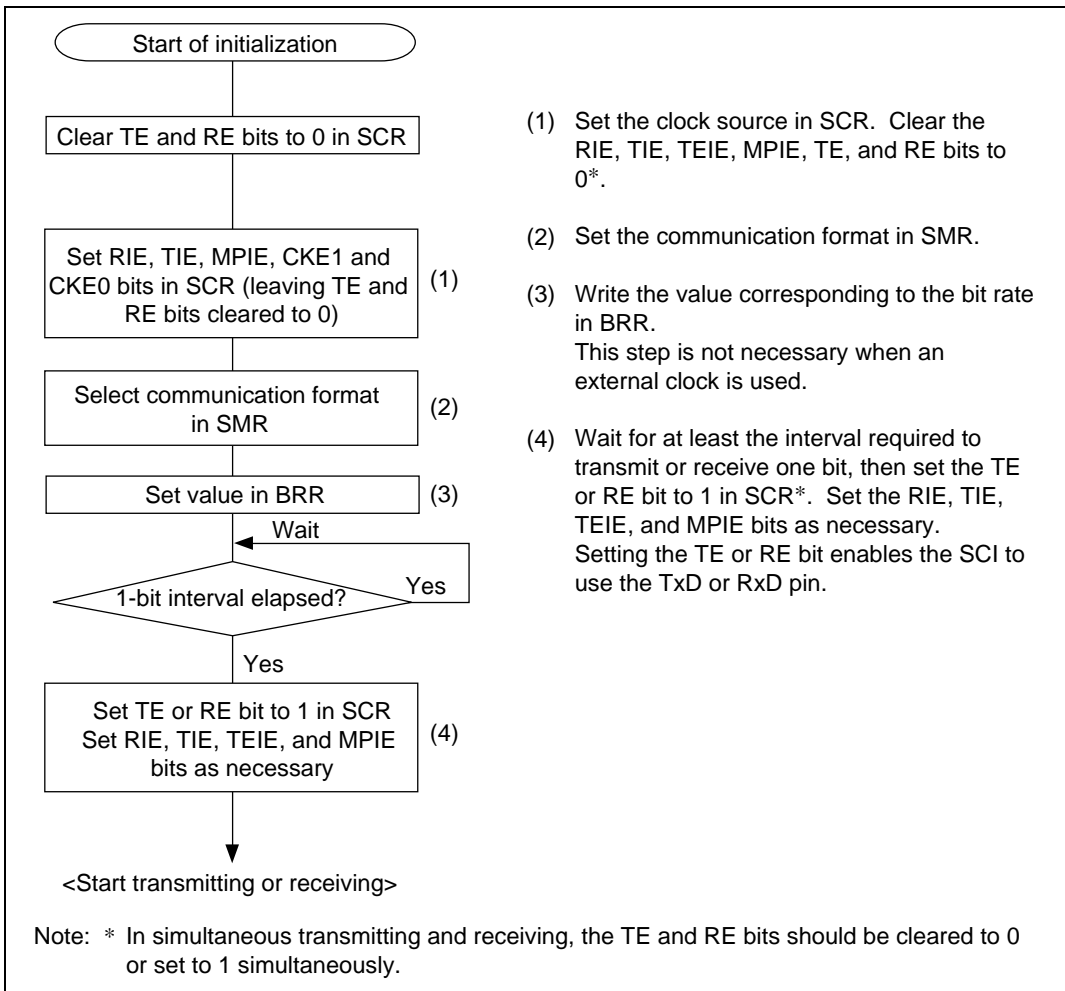 Start of initialization
Clear TE and RE bits to 0 in SCR
Set RIE, TIE, MPIE, CKE1 and
CKE0 bits in SCR (leaving TE and
RE bits cleared to 0)
(1)
Select communication format
in SMR
(2)
Set value in BRR
(3)
Wait
1-bit interval elapsed?
Yes
Yes
Set TE or RE bit to 1 in SCR
Set RIE, TIE, TEIE, and MPIE
bits as necessary
(4)
<Start transmitting or receiving>
(1) Set the clock source in SCR. Clear the
RIE, TIE, TEIE, MPIE, TE, and RE bits to
0*.
(2) Set the communication format in SMR.
(3) Write the value corresponding to the bit rate
in BRR.
This step is not necessary when an
external clock is used.
(4) Wait for at least the interval required to
transmit or receive one bit, then set the TE
or RE bit to 1 in SCR*. Set the RIE, TIE,
TEIE, and MPIE bits as necessary.
Setting the TE or RE bit enables the SCI to
use the TxD or RxD pin.
Note: * In simultaneous transmitting and receiving, the TE and RE bits should be cleared to 0
or set to 1 simultaneously.